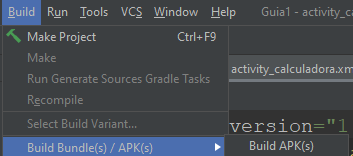 Build Run Tools VCS Window Help Guia1 - activity_c
Make Project Ctrl+F9
Make
Run Generate Sources Gradle Tasks
activity_calculadora.xm
Recompile
Select Build Variant...
version="1
Build Bundle(s) / APK(s) Build APK(s)